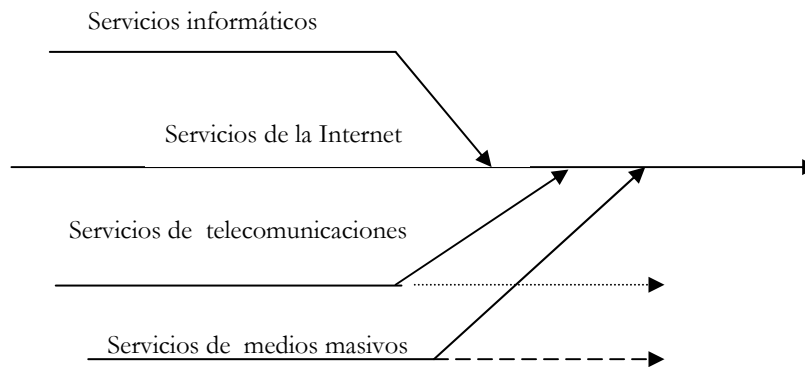 Servicios informáticos
Servicios de la Internet
Servicios de telecomunicaciones
Servicios de medios masivos